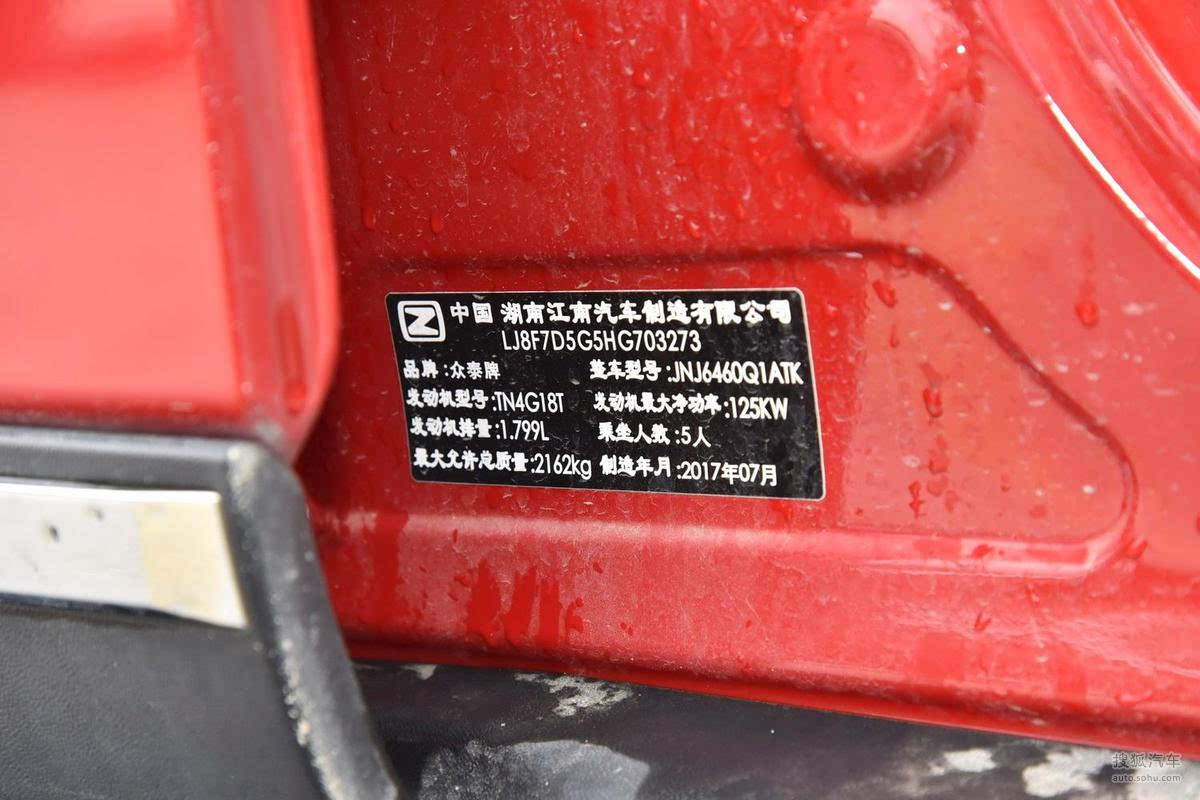 Z 中国 湖南江南汽车制造有限公司
LJ8F7D5G5HG703273
品牌:众泰牌 整车型号:JNJ6460Q1ATK
发动机型号:TN4G18T 发动机最大净功率:125KW
发动机排量:1.799L 乘坐人数:5人
最大允许总质量:2162kg 制造年月:2017年07月
搜狐汽车
auto.sohu.com